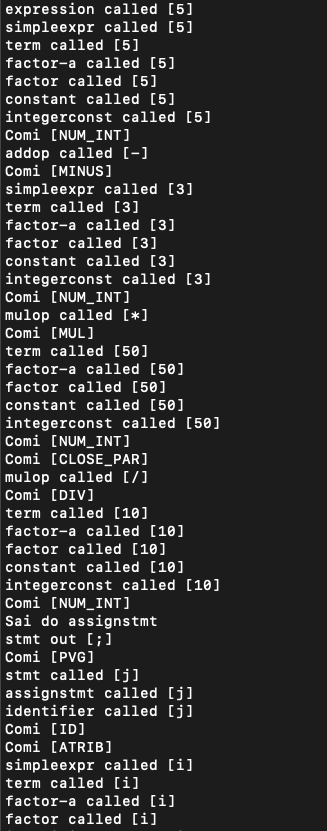 expression called [5]
simpleexpr called [5]
term called [5]
factor-a called [5]
factor called [5]
constant called [5]
integerconst called [5]
Comi [NUM_INT]
addop called [-]
Comi [MINUS]
simpleexpr called [3]
term called [3]
factor-a called [3]
factor called [3]
constant called [3]
integerconst called [3]
Comi [NUM_INT]
mulop called [*]
Comi [MUL]
term called [50]
factor-a called [50]
factor called [50]
constant called [50]
integerconst called [50]
Comi [NUM_INT]
Comi [CLOSE_PAR]
mulop called [/]
Comi [DIV]
term called [10]
factor-a called [10]
factor called [10]
constant called [10]
integerconst called [10]
Comi [NUM_INT]
Sai do assignstmt
stmt out [;]
Comi [PVG]
stmt called [j]
assignstmt called [j]
identifier called [j]
Comi [ID]
Comi [ATRIB]
simpleexpr called [i]
term called [i]
factor-a called [i]
factor called [i]